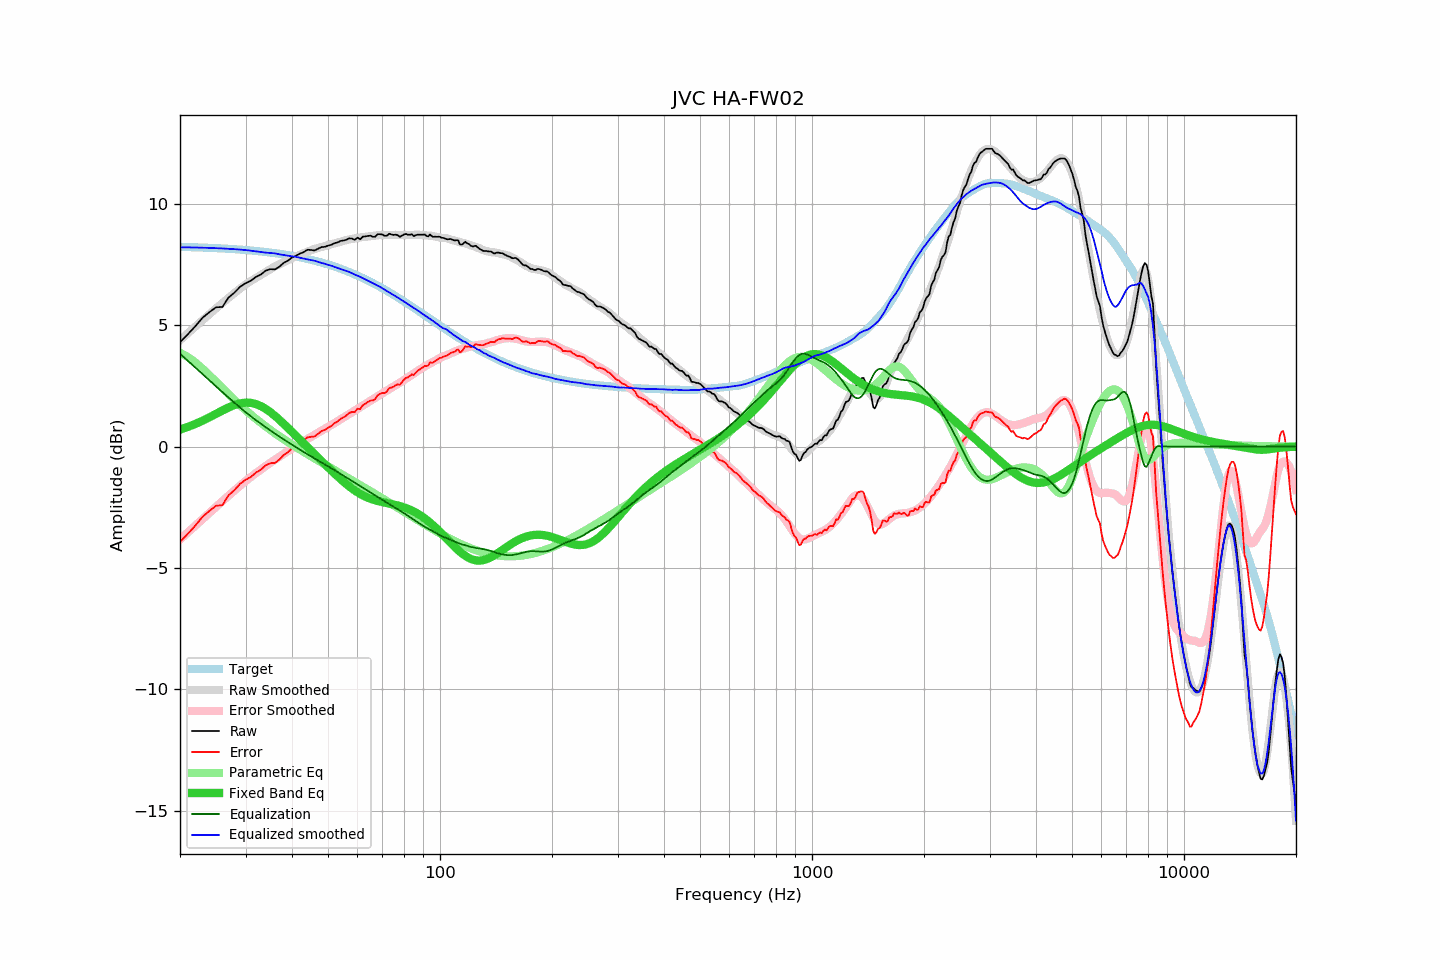 JVC HA-FW02
Amplitude (dBr)
10
5
0
−5
−10
−15
Target
Raw Smoothed
Error Smoothed
Raw
Error
Parametric Eq
Fixed Band Eq
Equalization
Equalized smoothed
100
1000
10000
Frequency (Hz)